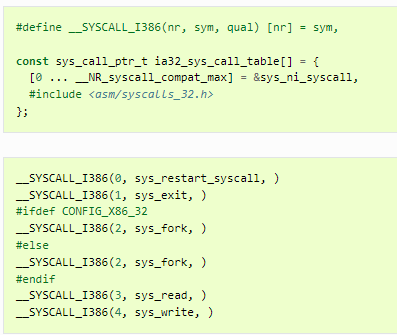 #define __SYSCALL_I386(nr, sym, qual) [nr] = sym,
const sys_call_ptr_t ia32_sys_call_table[] = {
[0 ... __NR_syscall_compat_max] = &sys_ni_syscall,
#include <asm/syscalls_32.h>
};
__SYSCALL_I386(0, sys_restart_syscall, )
__SYSCALL_I386(1, sys_exit, )
#ifdef CONFIG_X86_32
__SYSCALL_I386(2, sys_fork, )
#else
__SYSCALL_I386(2, sys_fork, )
#endif
__SYSCALL_I386(3, sys_read, )
__SYSCALL_I386(4, sys_write, )